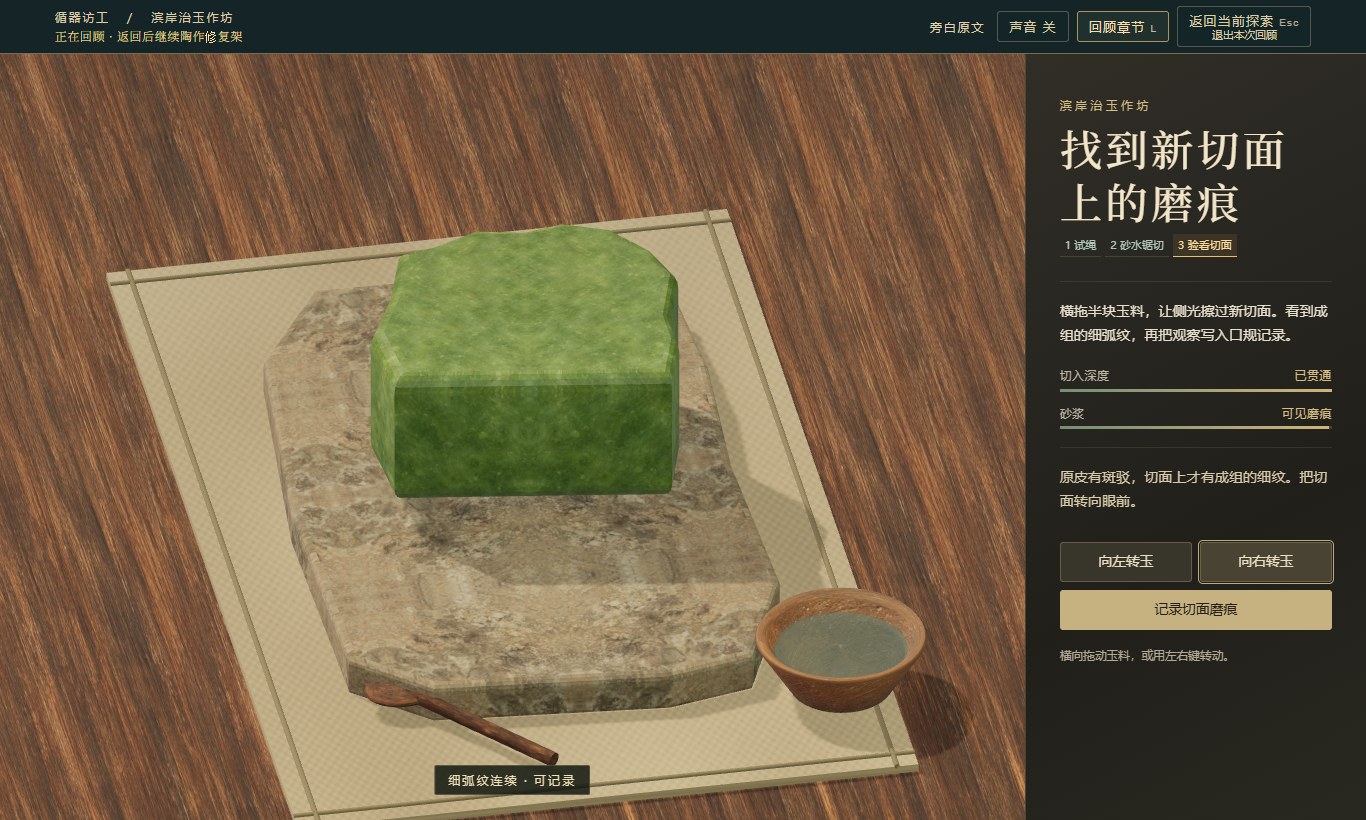 循器访工 / 滨岸治玉作坊
正在回顾 · 返回后继续陶作修复架
旁白原文
声音 关
回顾章节 L
返回当前探索 Esc
退出本次回顾
滨岸治玉作坊
找到新切面
上的磨痕
1 试绳 2 砂水锯切 3 验看切面
横拖半块玉料，让侧光擦过新切面。看到成
组的细弧纹，再把观察写入口规记录。
切入深度 已贯通
砂浆 可见磨痕
原皮有斑驳，切面上才有成组的细纹。把切
面转向眼前。
向左转玉 向右转玉
记录切面磨痕
横向拖动玉料，或用左右键转动。
细弧纹连续 · 可记录